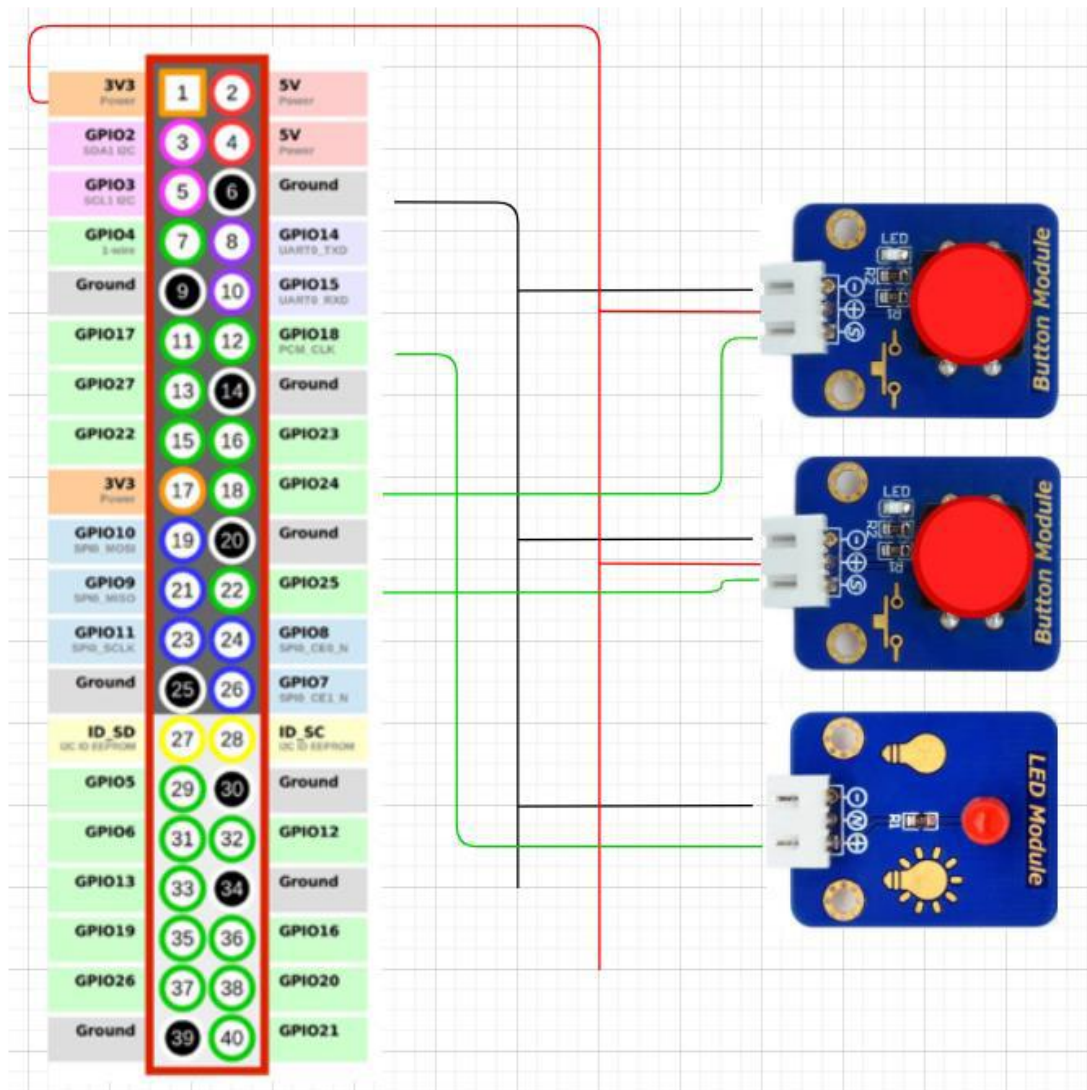 3V3
Power
1
2
5V
Power
GPIO2
SDA1 I2C
3
4
5V
Power
GPIO3
SCL1 I2C
5
6
Ground
GPIO4
1-wire
7
8
GPIO14
UART0_TXD
Ground
9
10
GPIO15
UART0_RXD
GPIO17
11
12
GPIO18
PCM_CLK
GPIO27
13
14
Ground
GPIO22
15
16
GPIO23
3V3
Power
17
18
GPIO24
GPIO10
SPI0_MOSI
19
20
Ground
GPIO9
SPI0_MISO
21
22
GPIO25
GPIO11
SPI0_SCLK
23
24
GPIO8
SPI0_CE0_N
Ground
25
26
GPIO7
SPI0_CE1_N
ID_SD
I2C ID EEPROM
27
28
ID_SC
I2C ID EEPROM
GPIO5
29
30
Ground
GPIO6
31
32
GPIO12
GPIO13
33
34
Ground
GPIO19
35
36
GPIO16
GPIO26
37
38
GPIO20
Ground
39
40
GPIO21
LED
R2
R1
-
+
S
Button Module
LED
R2
R1
-
+
S
Button Module
-
N
+
R1
LED Module